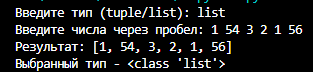 Введите тип (tuple/list): list
Введите числа через пробел: 1 54 3 2 1 56
Результат: [1, 54, 3, 2, 1, 56]
Выбранный тип - <class 'list'>